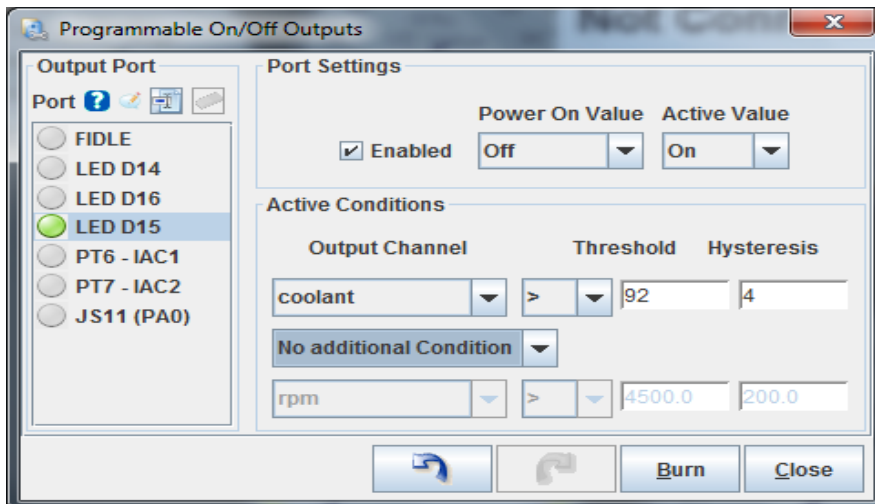 Programmable On/Off Outputs
Not Conn
Output Port
Port
FIDLE
LED D14
LED D16
LED D15
PT6 - IAC1
PT7 - IAC2
JS11 (PA0)
Port Settings
Power On Value Active Value
Enabled Off On
Active Conditions
Output Channel Threshold Hysteresis
coolant > 92 4
No additional Condition
rpm > 4500.0 200.0
Burn Close